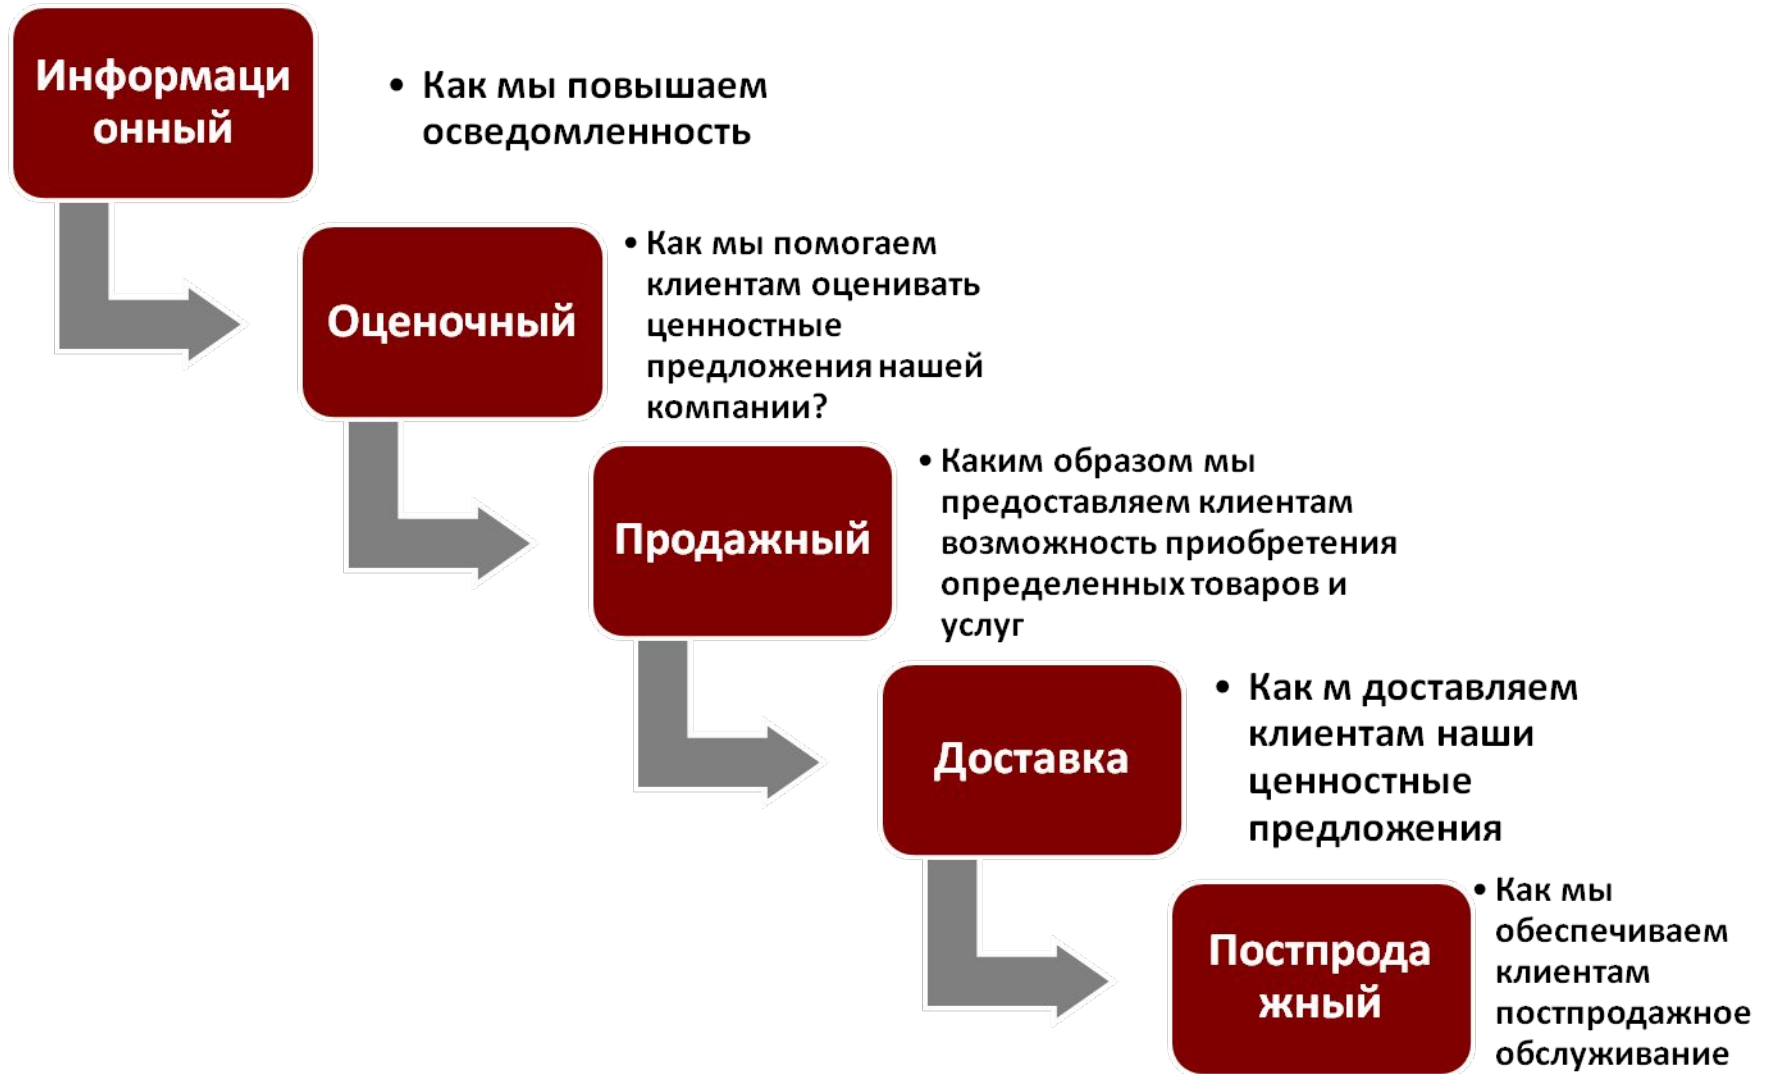 Информаци
онный
• Как мы повышаем
осведомленность
Оценочный
• Как мы помогаем
клиентам оценивать
ценностные
предложения нашей
компании?
Продажный
• Каким образом мы
предоставляем клиентам
возможность приобретения
определенных товаров и
услуг
Доставка
• Как м доставляем
клиентам наши
ценностные
предложения
Постпрода
жный
• Как мы
обеспечиваем
клиентам
постпродажное
обслуживание